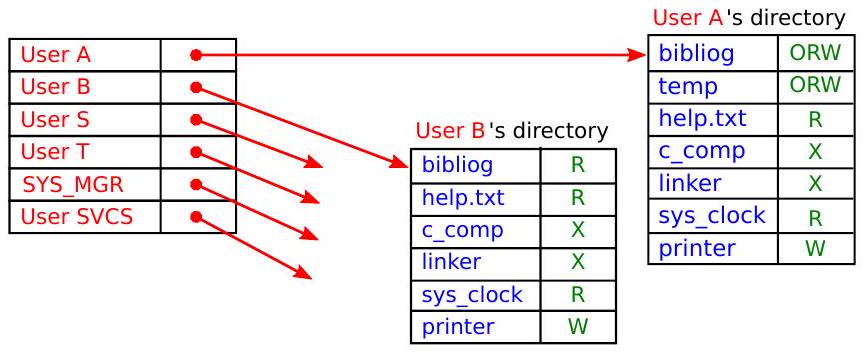 User A
User B
User S
User T
SYS_MGR
User SVCS
User B's directory
bibliog R
help.txt R
c_comp X
linker X
sys_clock R
printer W
User A's directory
bibliog ORW
temp ORW
help.txt R
c_comp X
linker X
sys_clock R
printer W